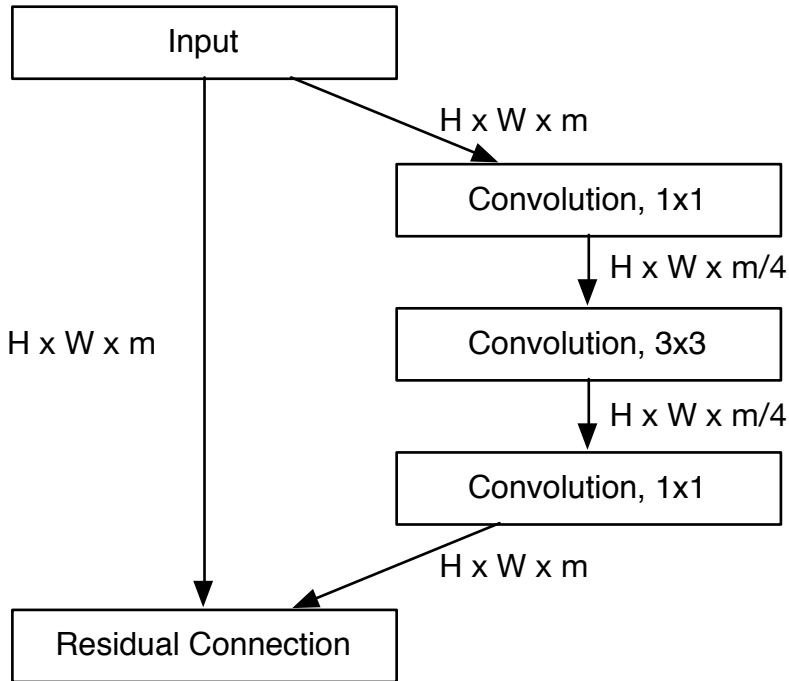 Input
H x W x m
Convolution, 1x1
H x W x m/4
Convolution, 3x3
H x W x m
H x W x m/4
Convolution, 1x1
H x W x m
Residual Connection